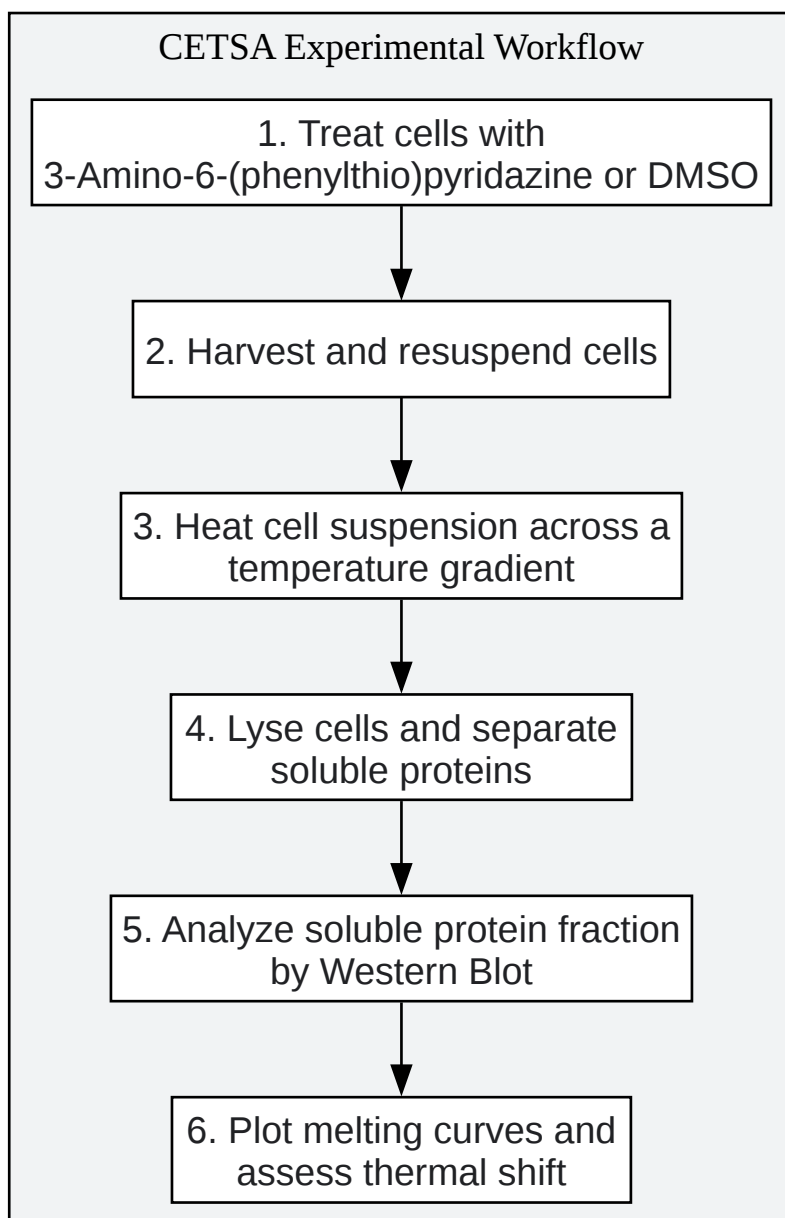 CETSA Experimental Workflow
1. Treat cells with
3-Amino-6-(phenylthio)pyridazine or DMSO
2. Harvest and resuspend cells
3. Heat cell suspension across a
temperature gradient
4. Lyse cells and separate
soluble proteins
5. Analyze soluble protein fraction
by Western Blot
6. Plot melting curves and
assess thermal shift